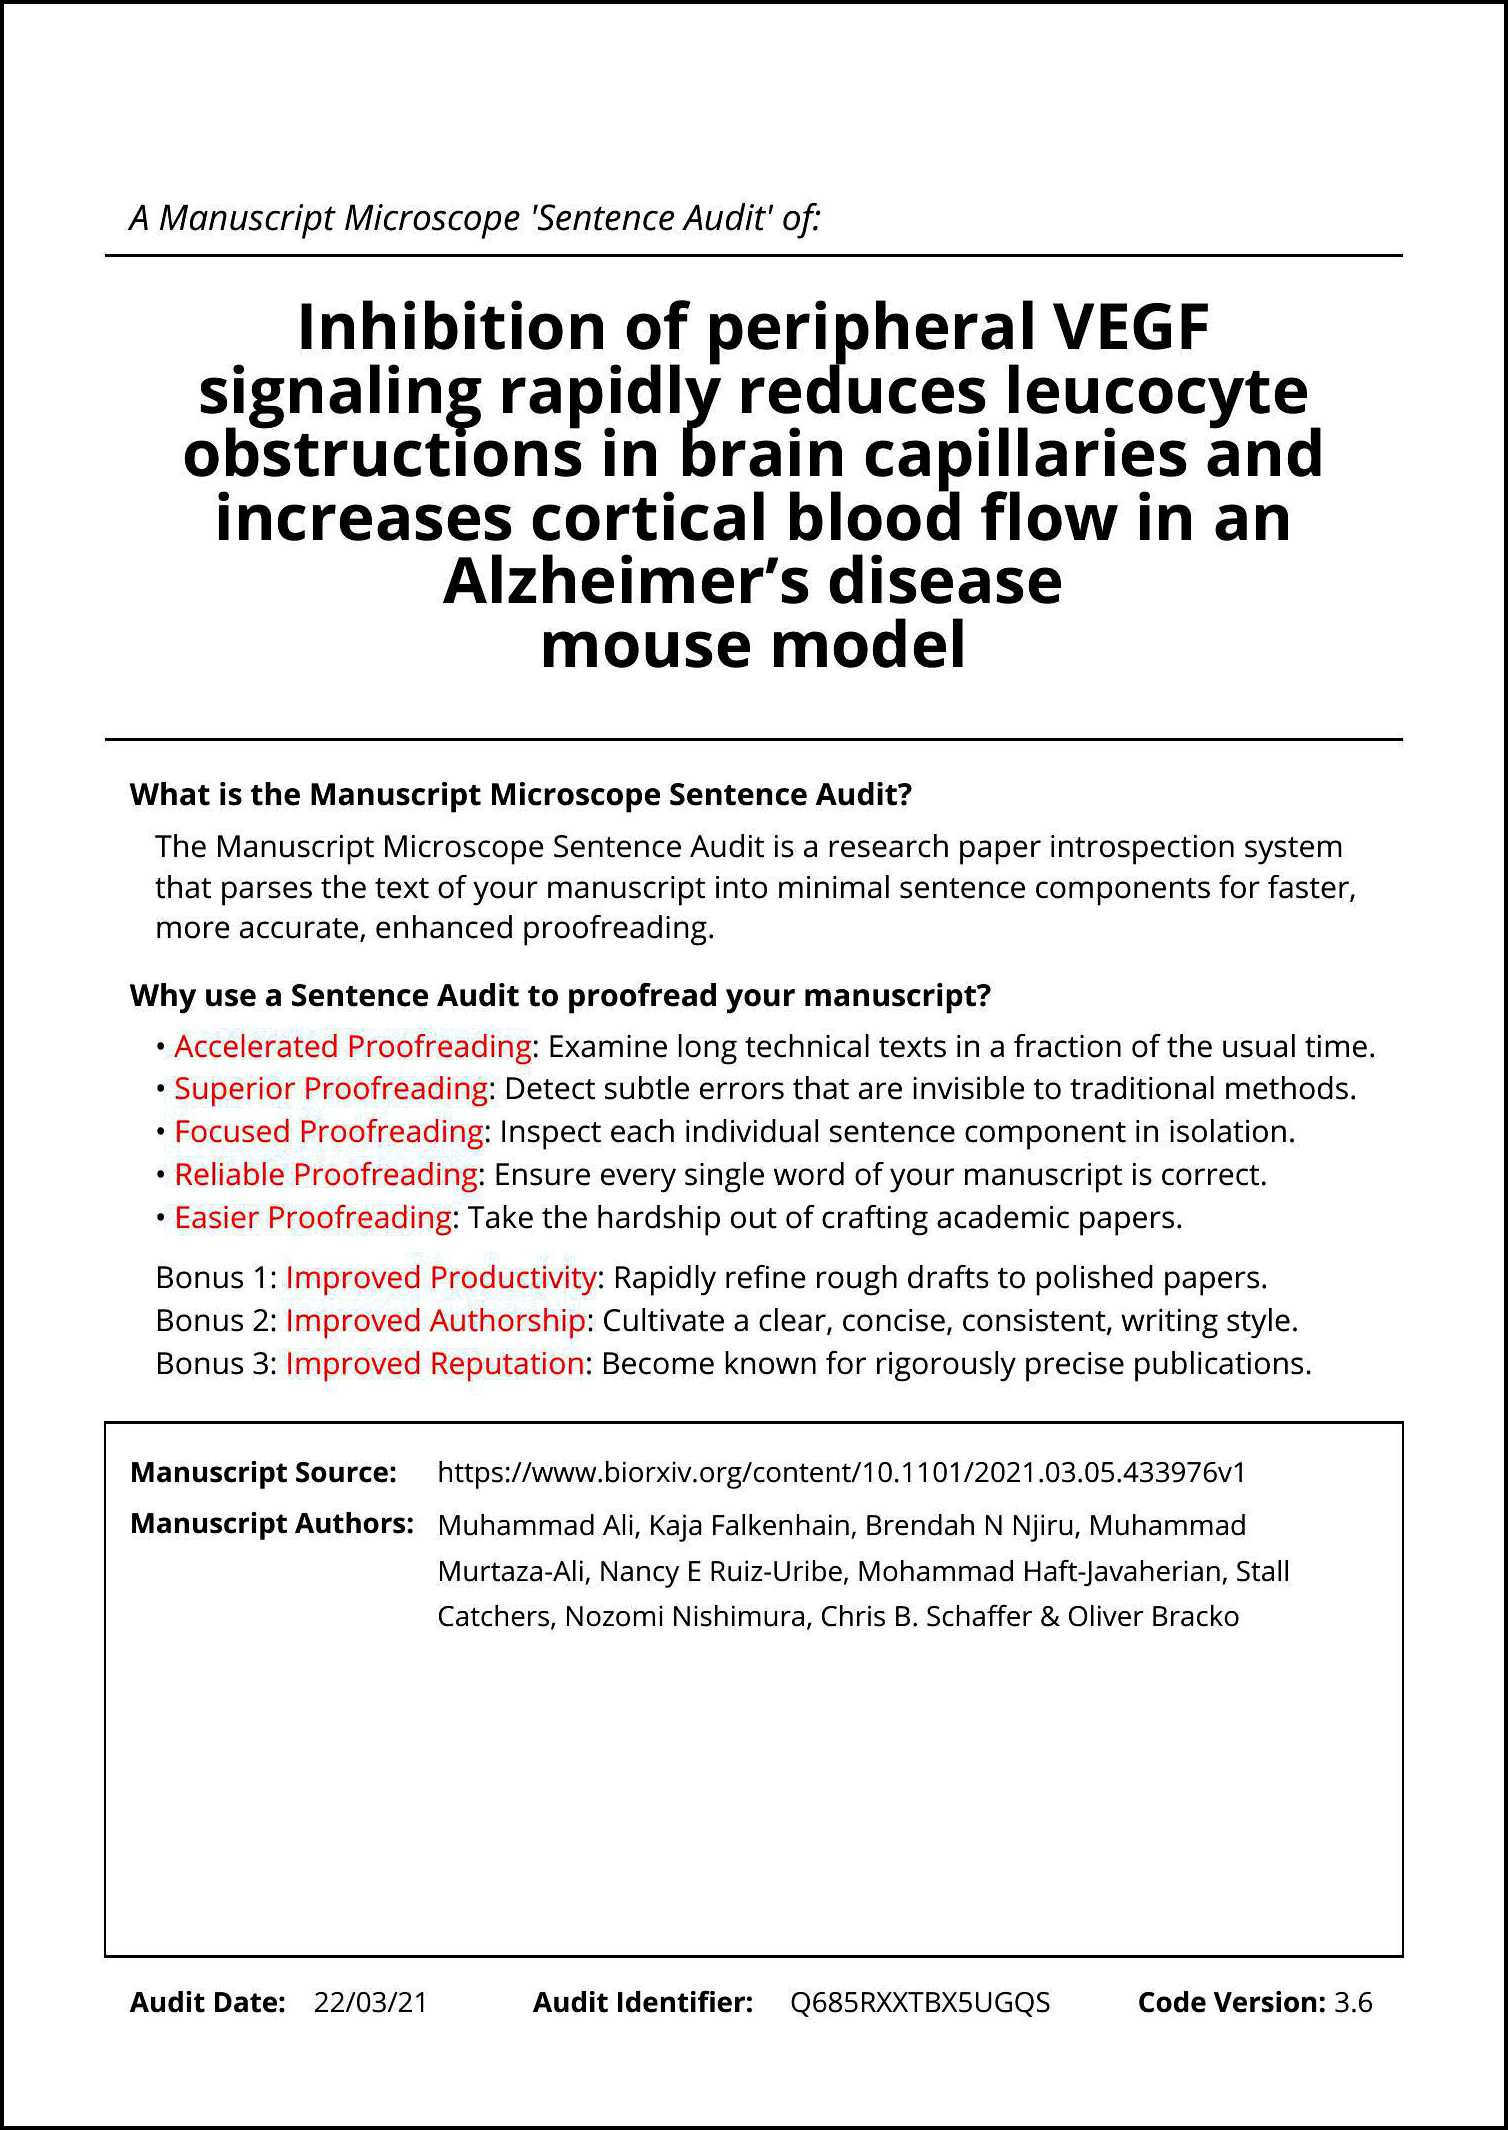 A Manuscript Microscope 'Sentence Audit' of:
Inhibition of peripheral VEGF
signaling rapidly reduces leucocyte
obstructions in brain capillaries and
increases cortical blood flow in an
Alzheimer’s disease
mouse model
What is the Manuscript Microscope Sentence Audit?
The Manuscript Microscope Sentence Audit is a research paper introspection system
that parses the text of your manuscript into minimal sentence components for faster,
more accurate, enhanced proofreading.
Why use a Sentence Audit to proofread your manuscript?
• Accelerated Proofreading: Examine long technical texts in a fraction of the usual time.
• Superior Proofreading: Detect subtle errors that are invisible to traditional methods.
• Focused Proofreading: Inspect each individual sentence component in isolation.
• Reliable Proofreading: Ensure every single word of your manuscript is correct.
• Easier Proofreading: Take the hardship out of crafting academic papers.
Bonus 1: Improved Productivity: Rapidly refine rough drafts to polished papers.
Bonus 2: Improved Authorship: Cultivate a clear, concise, consistent, writing style.
Bonus 3: Improved Reputation: Become known for rigorously precise publications.
Manuscript Source: https://www.biorxiv.org/content/10.1101/2021.03.05.433976v1
Manuscript Authors: Muhammad Ali, Kaja Falkenhain, Brendah N Njiru, Muhammad
Murtaza-Ali, Nancy E Ruiz-Uribe, Mohammad Haft-Javaherian, Stall
Catchers, Nozomi Nishimura, Chris B. Schaffer & Oliver Bracko
Audit Date: 22/03/21 Audit Identifier: Q685RXXTBX5UGQS Code Version: 3.6